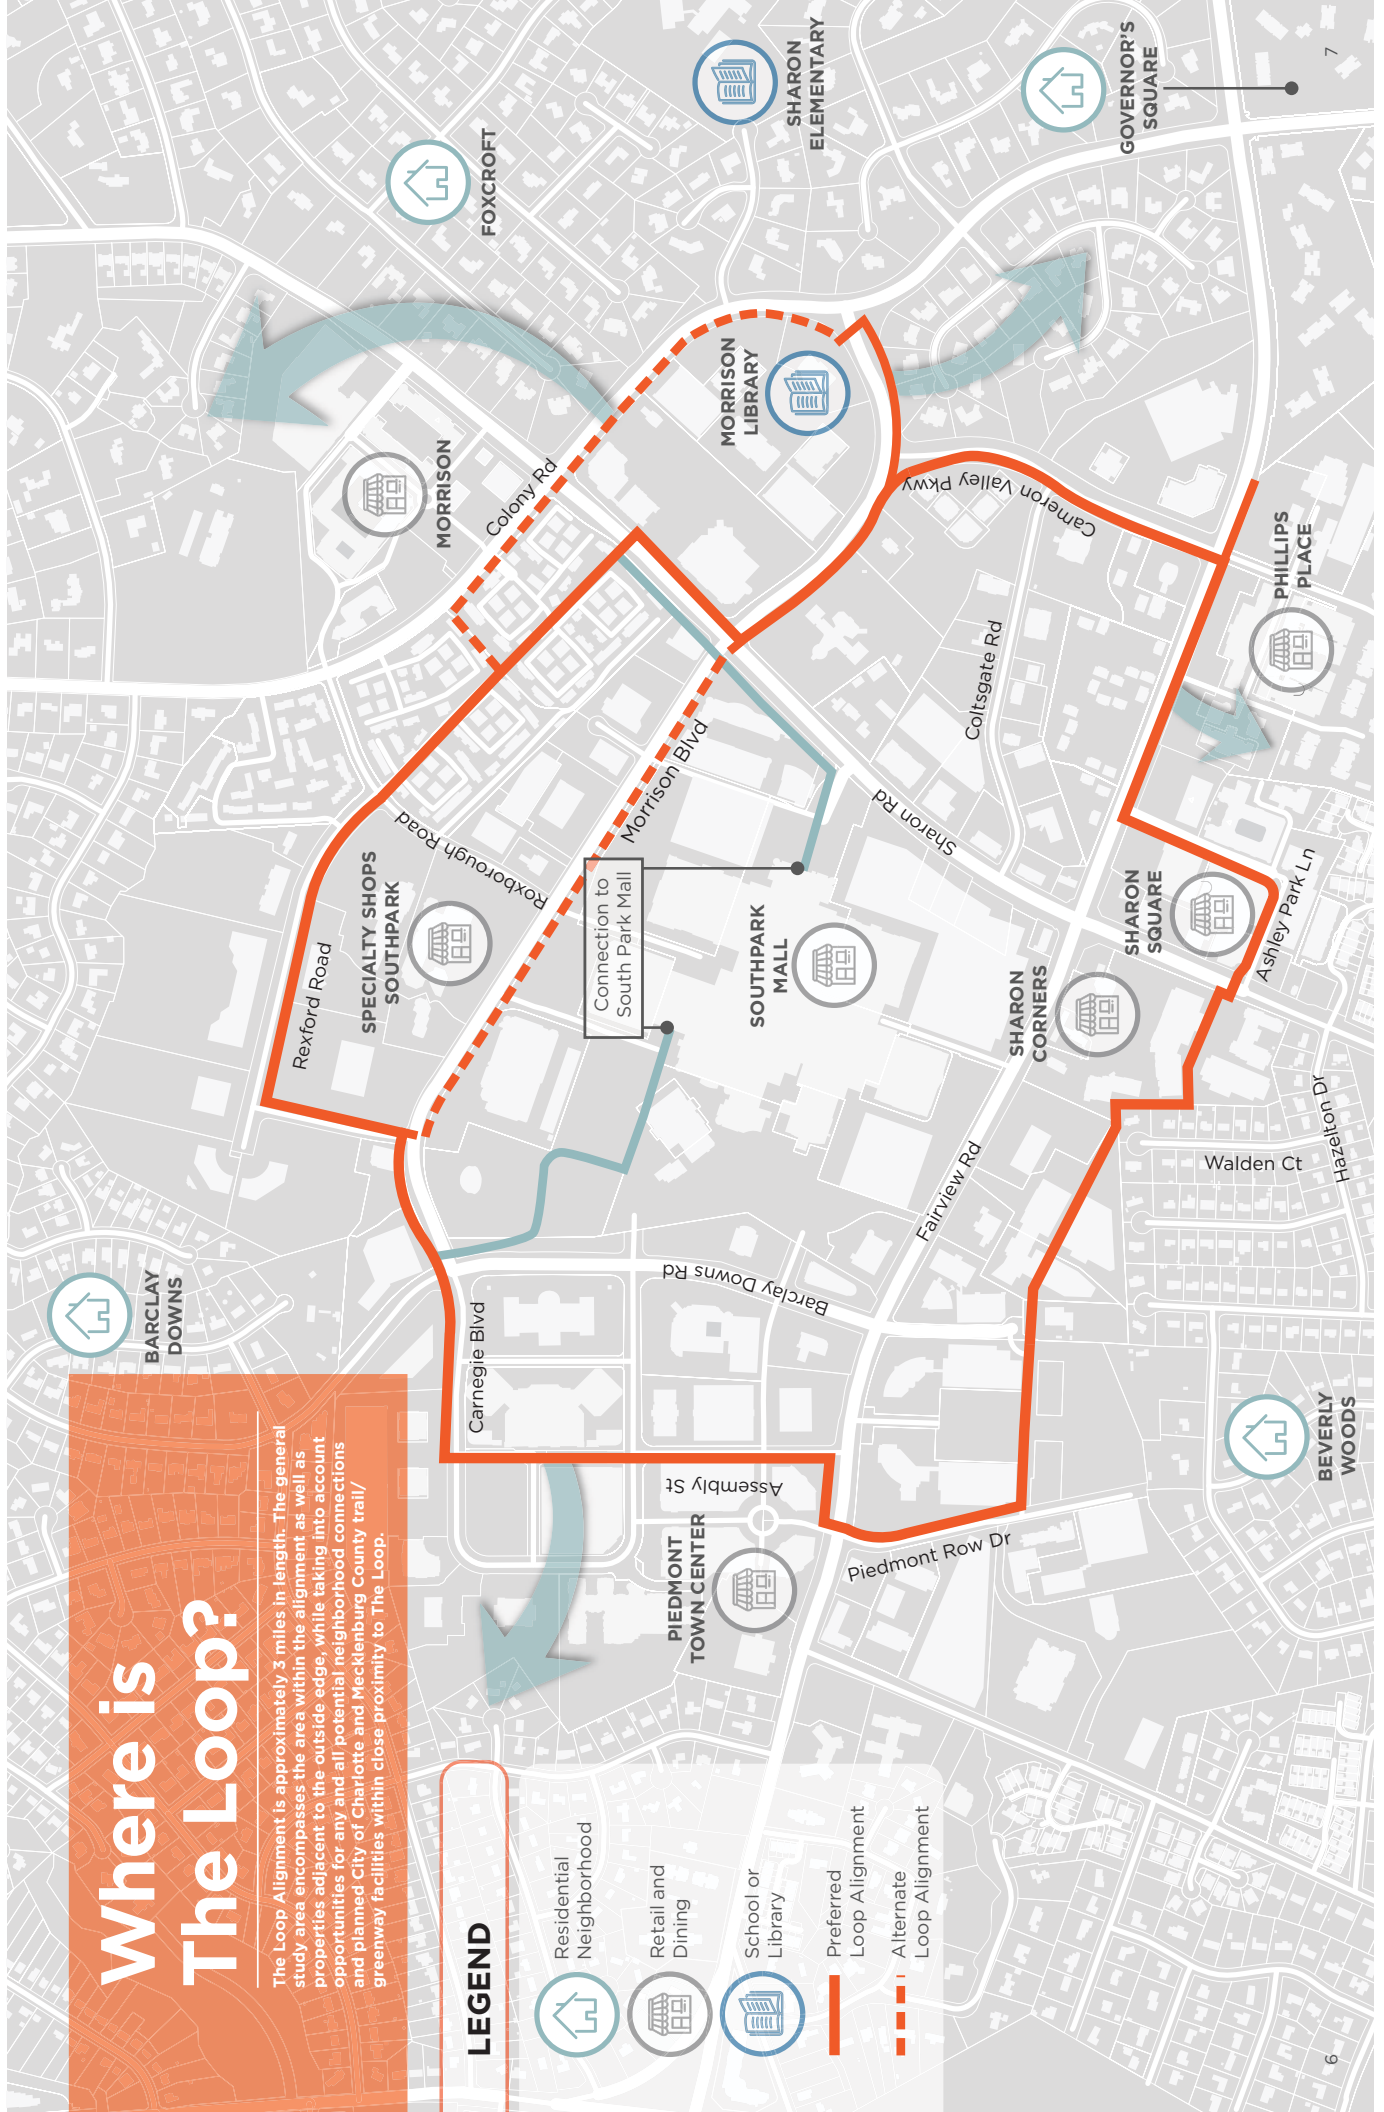 Where is
The Loop?
The Loop Alignment is approximately 3 miles in length. The general
study area encompasses the area within the alignment as well as
properties adjacent to the outside edge, while taking into account
opportunities for any and all potential neighborhood connections
and planned City of Charlotte and Mecklenburg County trail/
greenway facilities within close proximity to The Loop.
LEGEND
Residential
Neighborhood
Retail and
Dining
School or
Library
Preferred
Loop Alignment
Alternate
Loop Alignment
BARCLAY
DOWNS
Rexford Road
SPECIALTY SHOPS
SOUTHPARK
Roxborough Road
MORRISON
Colony Rd
FOXCROFT
Carnegie Blvd
Morrison Blvd
Connection to
South Park Mall
MORRISON
LIBRARY
SHARON
ELEMENTARY
Assembly St
Barclay Downs Rd
PIEDMONT
TOWN CENTER
SOUTHPARK
MALL
Sharon Rd
Coltsgate Rd
Cameron Valley Pkwy
Piedmont Row Dr
Fairview Rd
SHARON
CORNERS
SHARON
SQUARE
GOVERNOR'S
SQUARE
Walden Ct
Hazelton Dr
Ashley Park Ln
PHILLIPS
PLACE
BEVERLY
WOODS
6
7